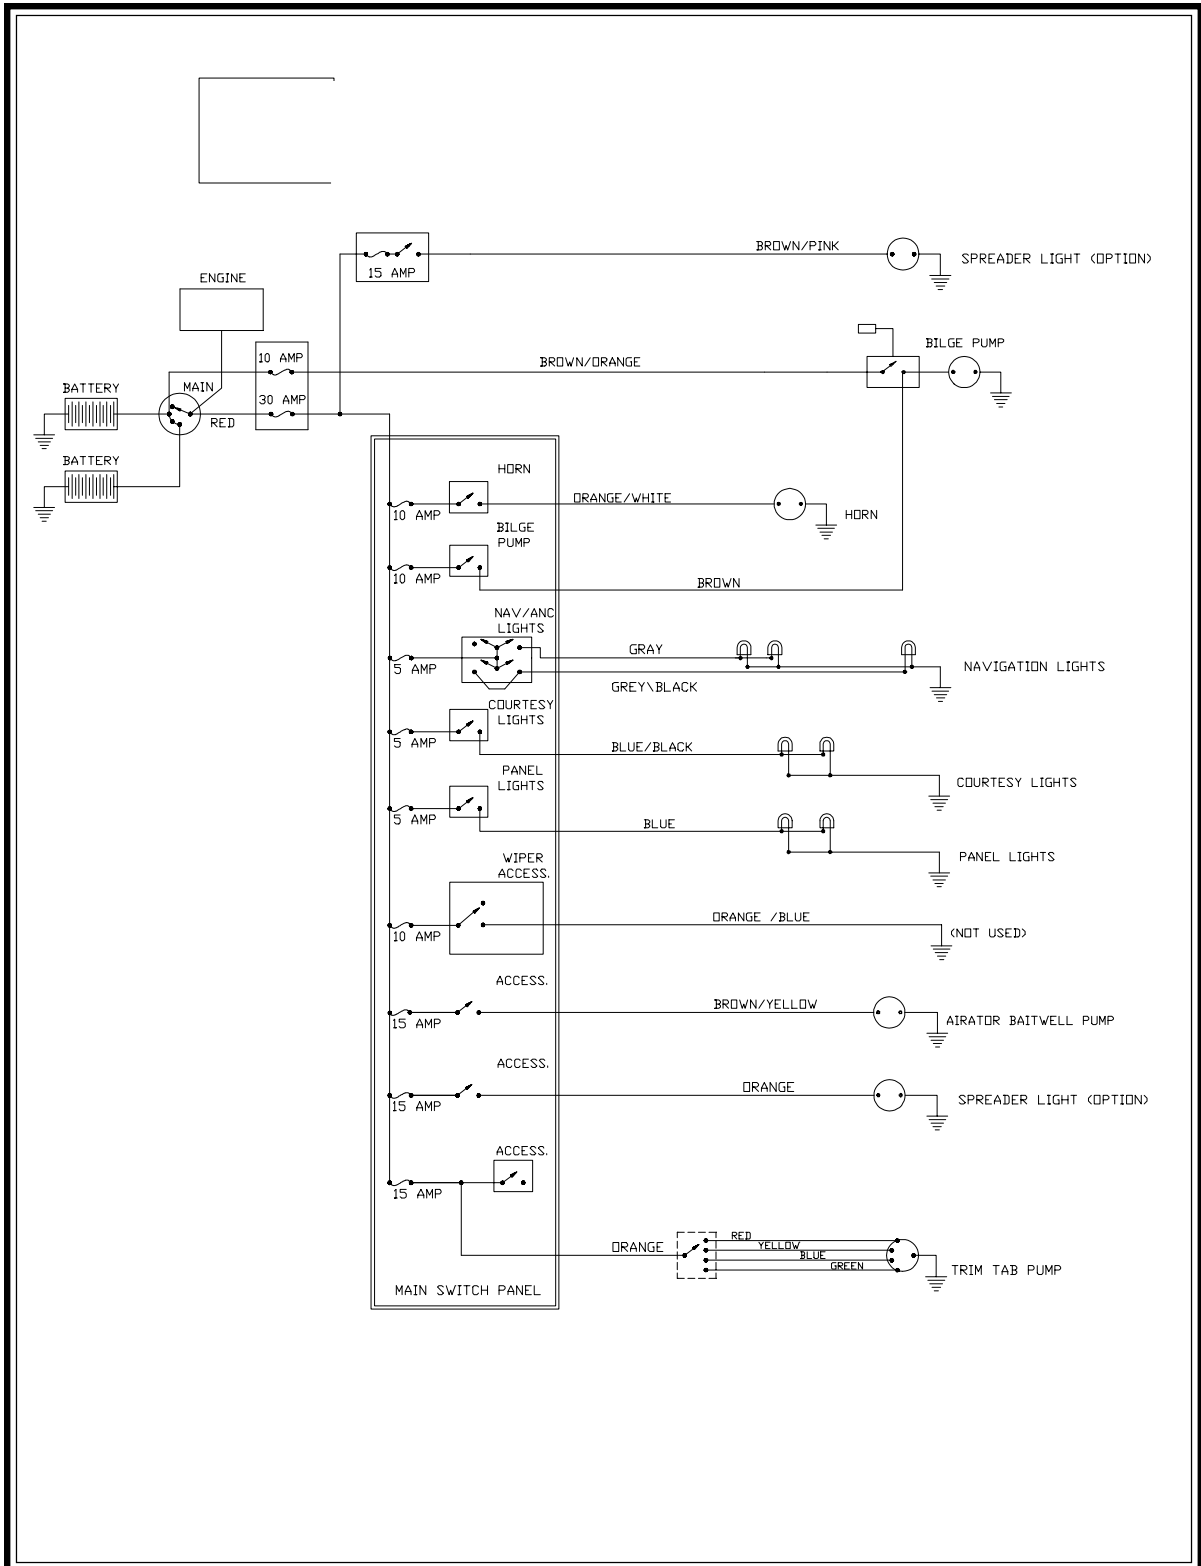 BROWN/PINK
15 AMP
SPREADER LIGHT (OPTION)
ENGINE
10 AMP
BROWN/ORANGE
BILGE PUMP
BATTERY
MAIN
30 AMP
RED
BATTERY
HORN
10 AMP
ORANGE/WHITE
HORN
BILGE
PUMP
10 AMP
BROWN
NAV/ANC
LIGHTS
5 AMP
GRAY
NAVIGATION LIGHTS
GREY\BLACK
COURTESY
LIGHTS
5 AMP
BLUE/BLACK
COURTESY LIGHTS
PANEL
LIGHTS
5 AMP
BLUE
PANEL LIGHTS
WIPER
ACCESS.
10 AMP
ORANGE /BLUE
(NOT USED)
ACCESS.
15 AMP
BROWN/YELLOW
AIRATOR BAITWELL PUMP
ACCESS.
15 AMP
ORANGE
SPREADER LIGHT (OPTION)
ACCESS.
15 AMP
ORANGE
RED
YELLOW
BLUE
GREEN
TRIM TAB PUMP
MAIN SWITCH PANEL